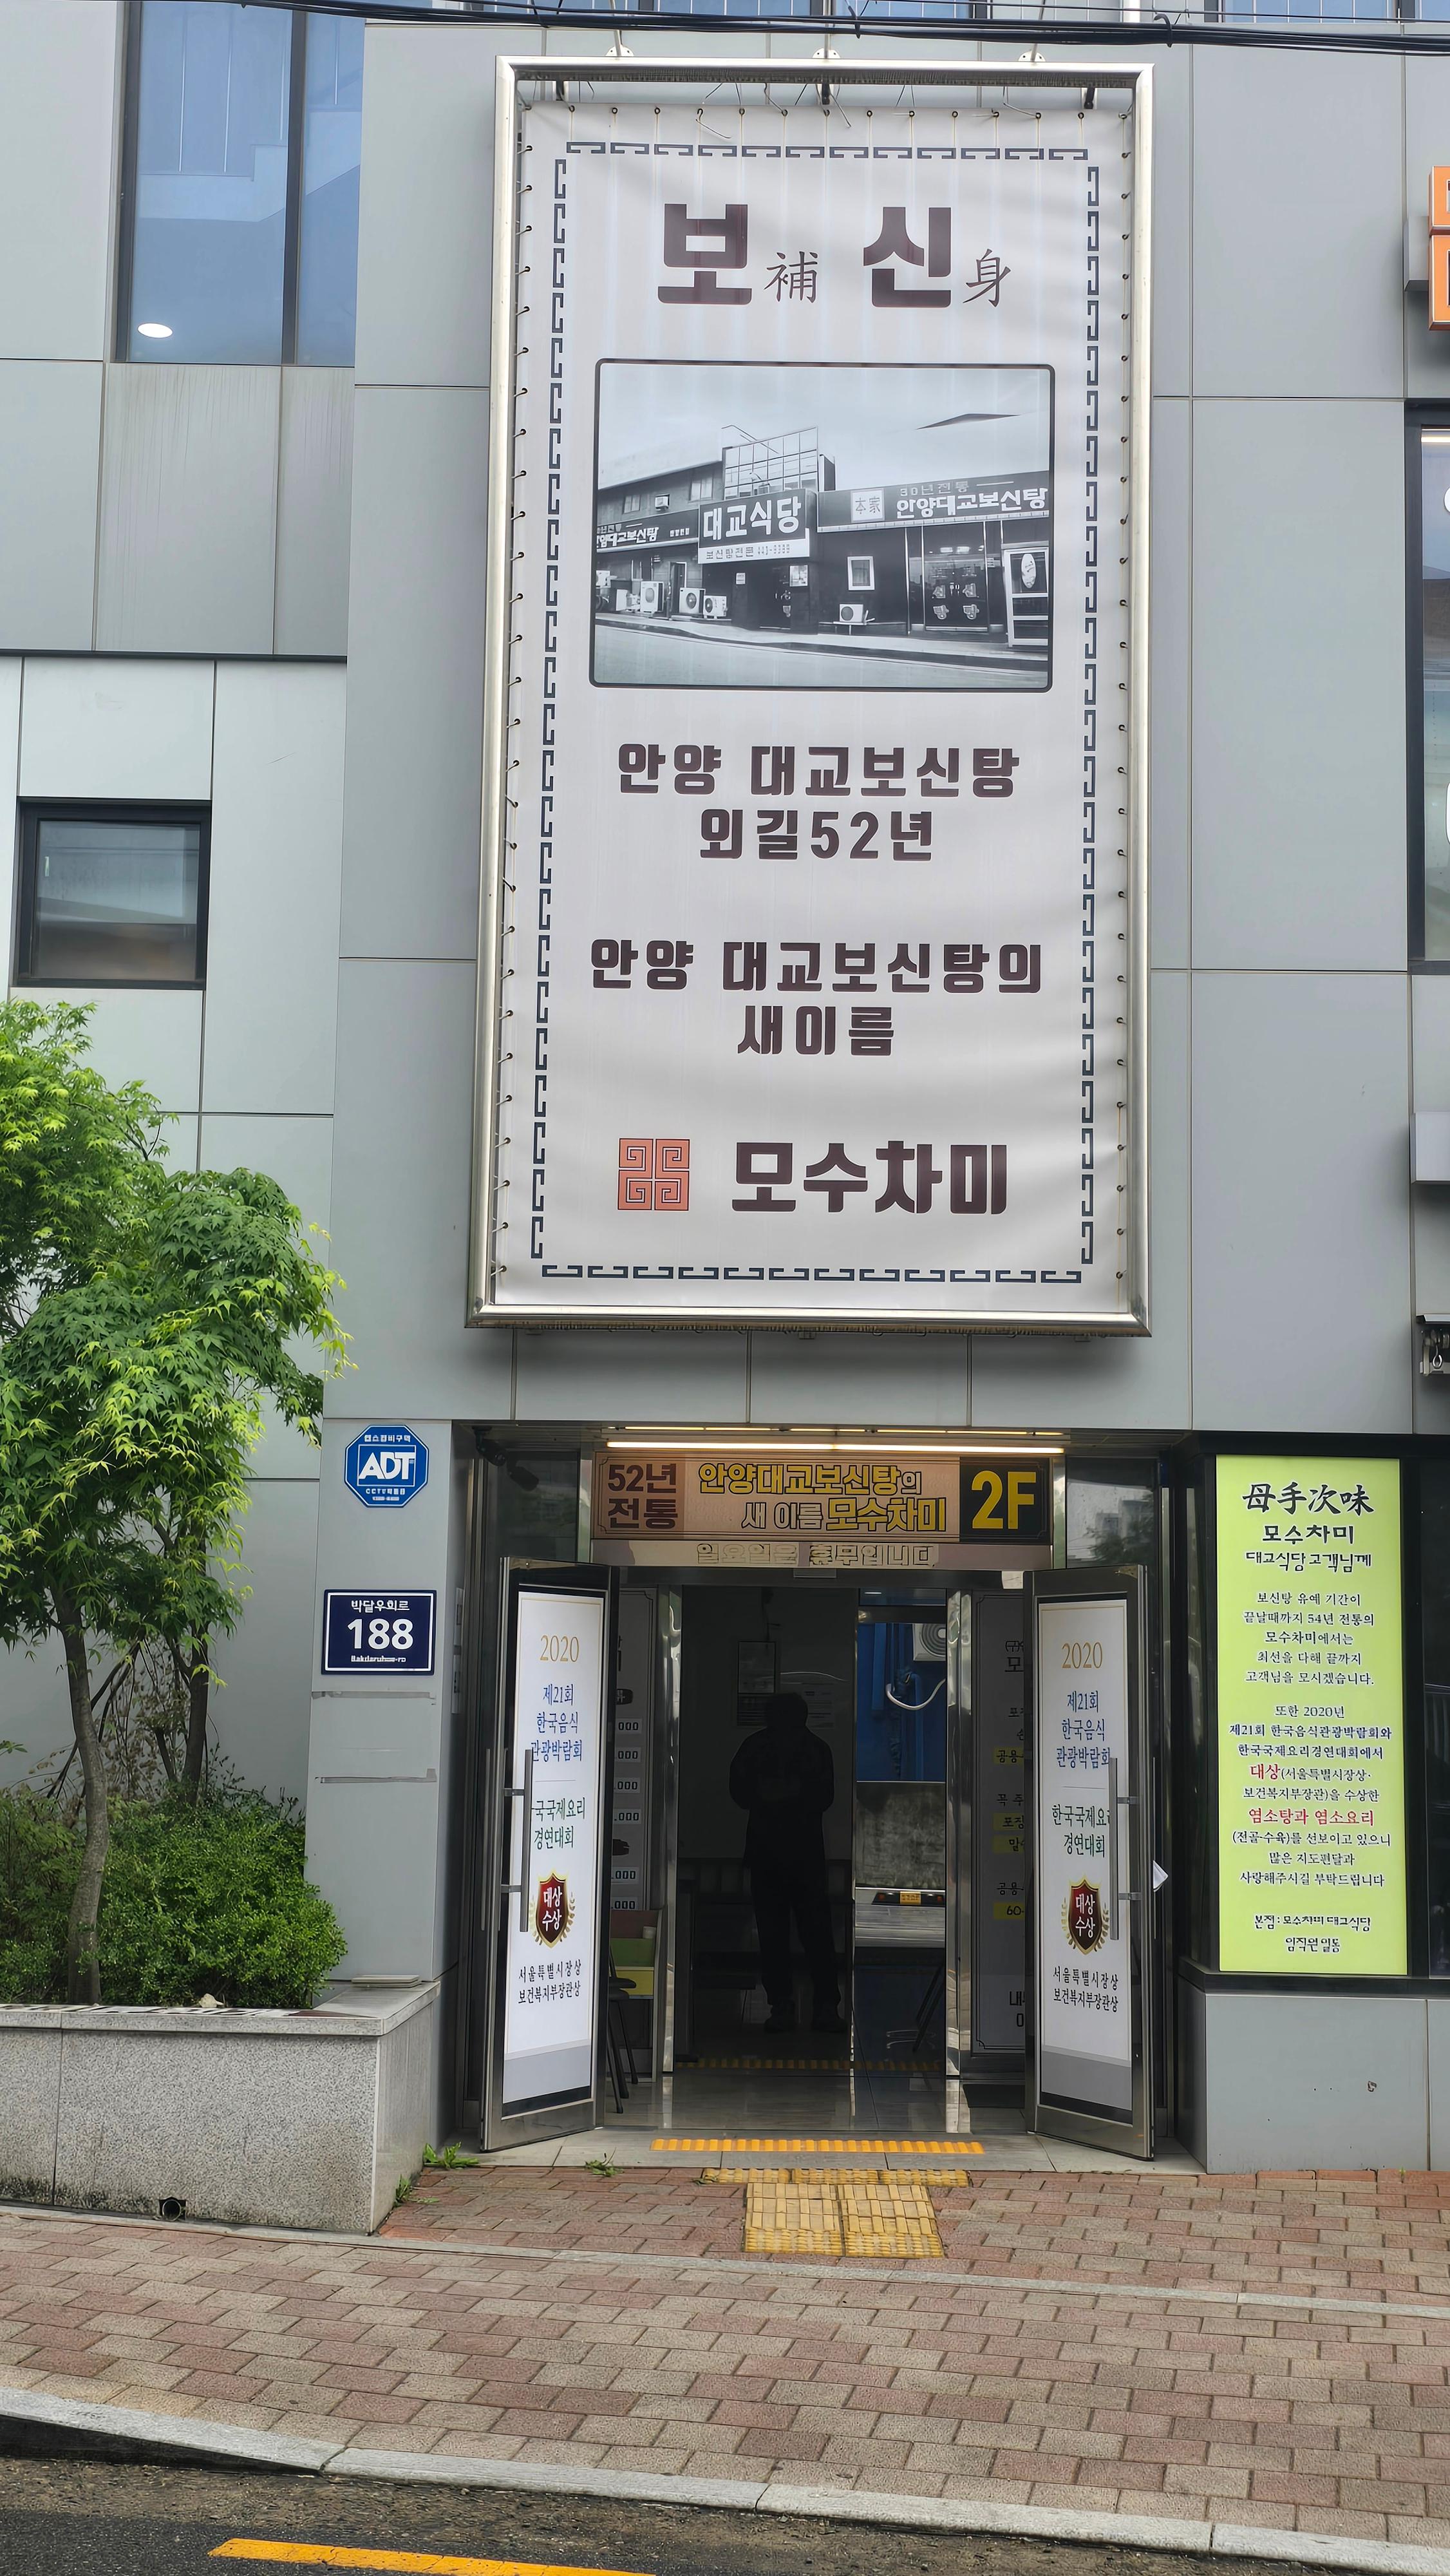 보補 신身
30년전통
本家 안양대교보신탕
대교식당
보신탕전문 443-9389
안양 대교보신탕
외길52년
안양 대교보신탕의
새이름
모수차미
ADT
52년
전통
안양대교보신탕의
새 이름 모수차미
2F
일요일은 휴무입니다
박달우회로
188
Bakdaruhoe-ro
2020
제21회
한국음식
관광박람회
국국제요리
경연대회
대상
수상
서울특별시장상
보건복지부장관상
2020
제21회
한국음식
관광박람회
한국국제요리
경연대회
대상
수상
서울특별시장상
보건복지부장관상
母手次味
모수차미
대교식당 고객님께
보신탕 유예 기간이
끝날때까지 54년 전통의
모수차미에서는
최선을 다해 끝까지
고객님을 모시겠습니다.
또한 2020년
제21회 한국음식관광박람회와
한국국제요리경연대회에서
대상(서울특별시장상·
보건복지부장관)을 수상한
염소탕과 염소요리
(전골·수육)를 선보이고 있으니
많은 지도편달과
사랑해주시길 부탁드립니다
본점 : 모수차미 대교식당
임직원 일동